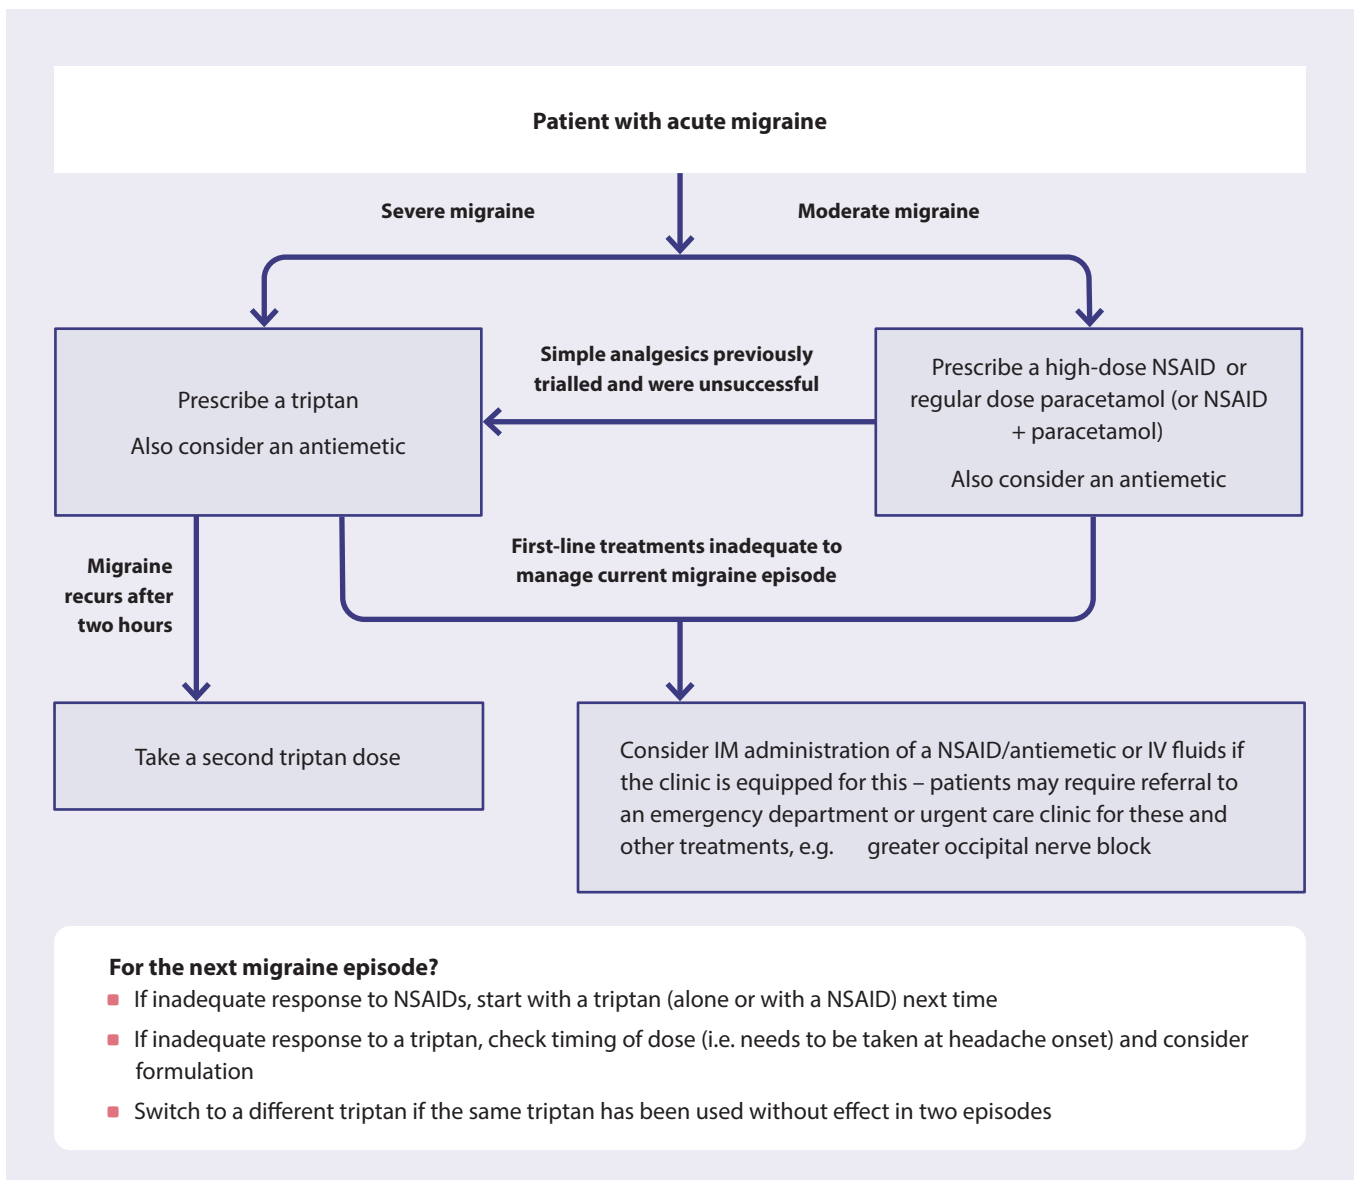 Patient with acute migraine
Severe migraine
Moderate migraine
Prescribe a triptan
Also consider an antiemetic
Simple analgesics previously
trialled and were unsuccessful
Prescribe a high-dose NSAID or
regular dose paracetamol (or NSAID
+ paracetamol)
Also consider an antiemetic
Migraine
recurs after
two hours
First-line treatments inadequate to
manage current migraine episode
Take a second triptan dose
Consider IM administration of a NSAID/antiemetic or IV fluids if
the clinic is equipped for this – patients may require referral to
an emergency department or urgent care clinic for these and
other treatments, e.g. greater occipital nerve block
For the next migraine episode?
If inadequate response to NSAIDs, start with a triptan (alone or with a NSAID) next time
If inadequate response to a triptan, check timing of dose (i.e. needs to be taken at headache onset) and consider
formulation
Switch to a different triptan if the same triptan has been used without effect in two episodes